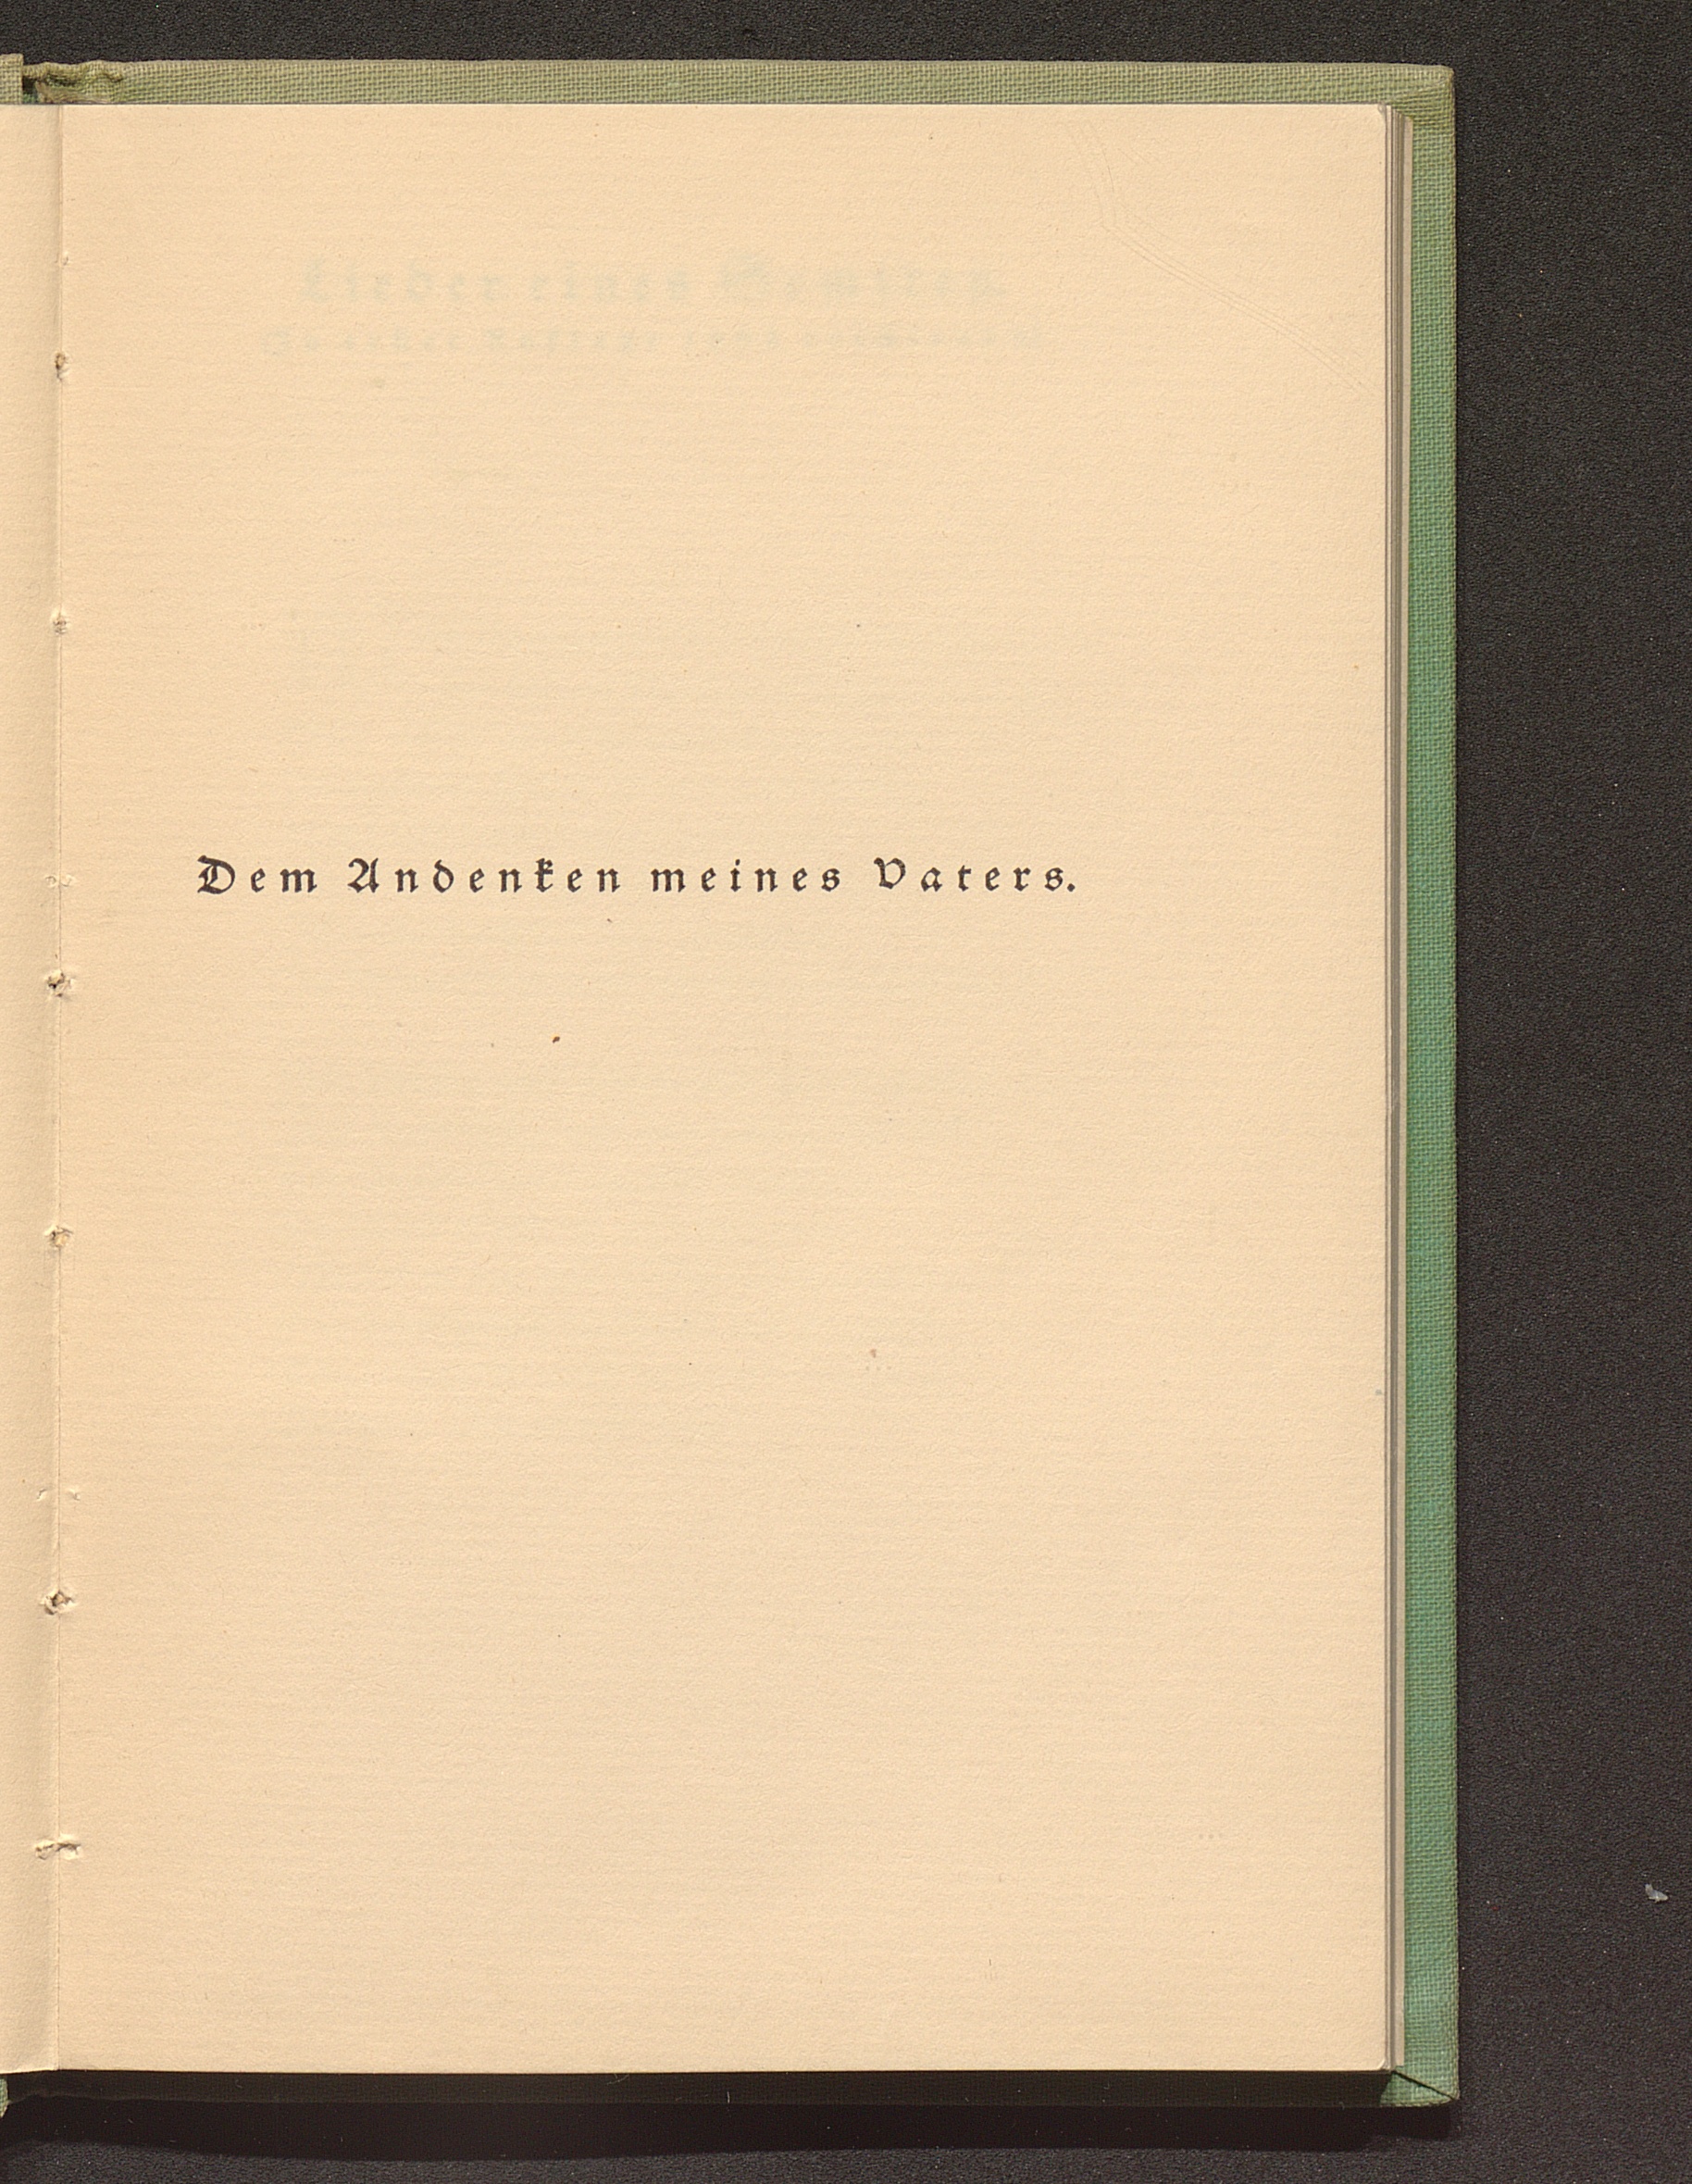 Dem Andenken meines Vaters.